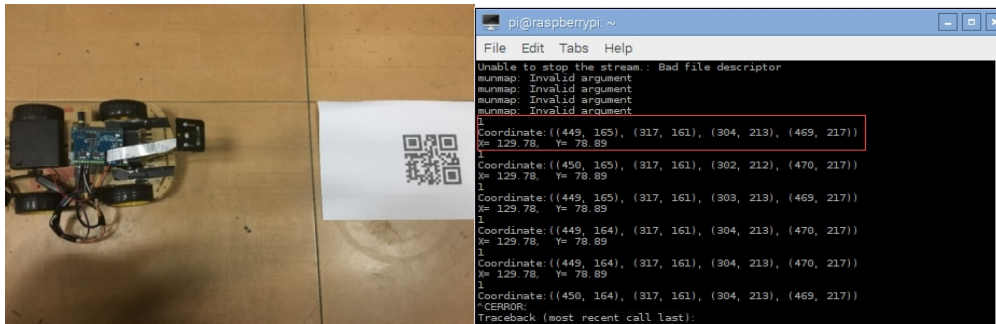 pi@raspberrypi: ~
File Edit Tabs Help
Unable to stop the stream.: Bad file descriptor
munmap: Invalid argument
munmap: Invalid argument
munmap: Invalid argument
munmap: Invalid argument
1
Coordinate:((449, 165), (317, 161), (304, 213), (469, 217))
X= 129.78, Y= 78.89
1
Coordinate:((450, 165), (317, 161), (302, 212), (470, 217))
X= 129.78, Y= 78.89
1
Coordinate:((449, 165), (317, 161), (303, 213), (469, 217))
X= 129.78, Y= 78.89
1
Coordinate:((449, 164), (317, 161), (304, 213), (470, 217))
X= 129.78, Y= 78.89
1
Coordinate:((449, 164), (317, 161), (304, 213), (470, 217))
X= 129.78, Y= 78.89
1
Coordinate:((450, 164), (317, 161), (304, 213), (469, 217))
^CERROR:
Traceback (most recent call last):